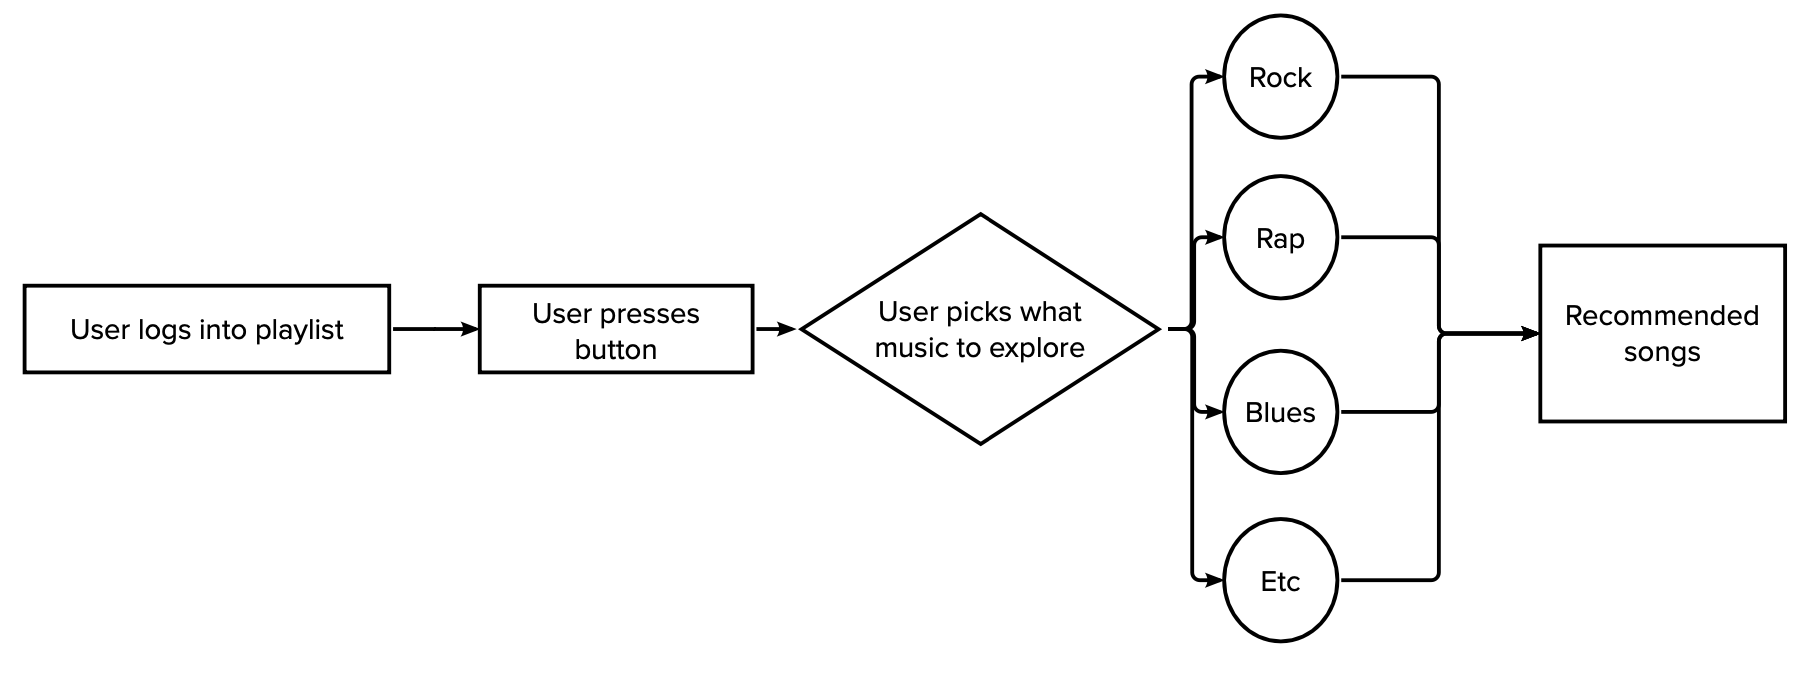 User logs into playlist
User presses
button
User picks what
music to explore
Rock
Rap
Blues
Etc
Recommended
songs